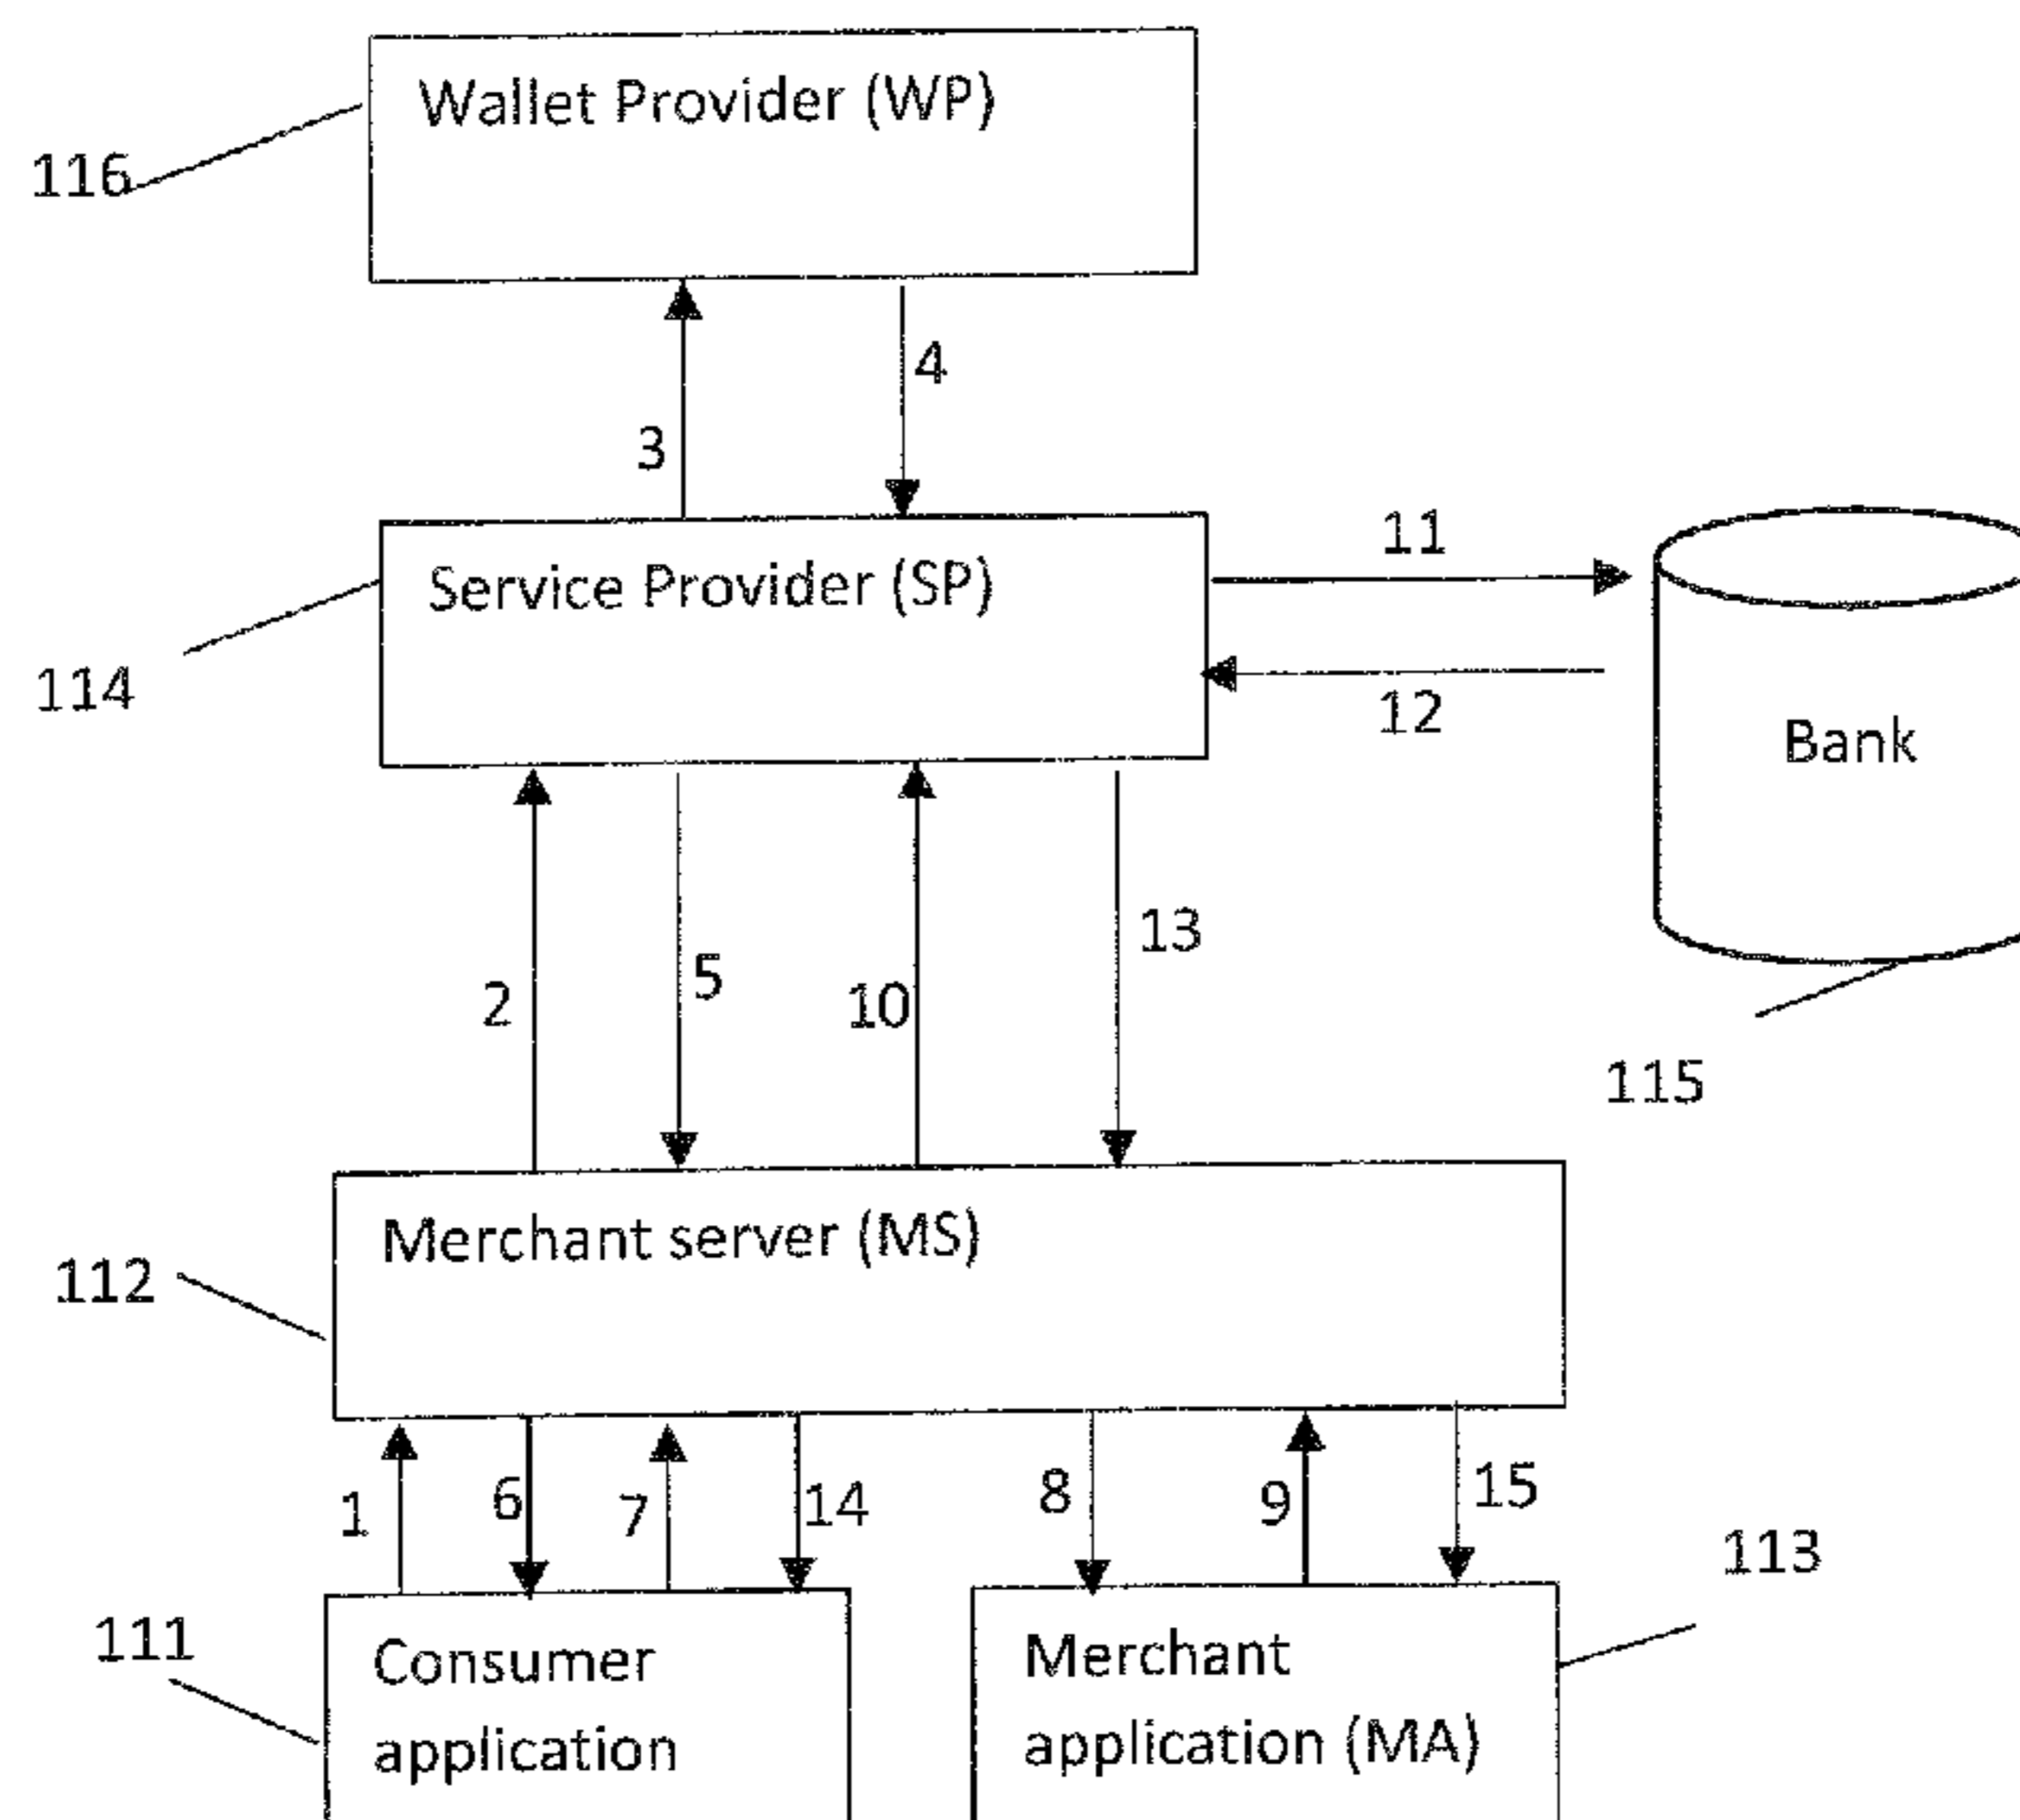 Wallet Provider (WP)
116
4
3
11
Service Provider (SP)
114
12
Bank
13
5
2
10
115
Merchant server (MS)
112
1
6
7
14
8
9
15
113
111
Consumer
application
Merchant
application (MA)